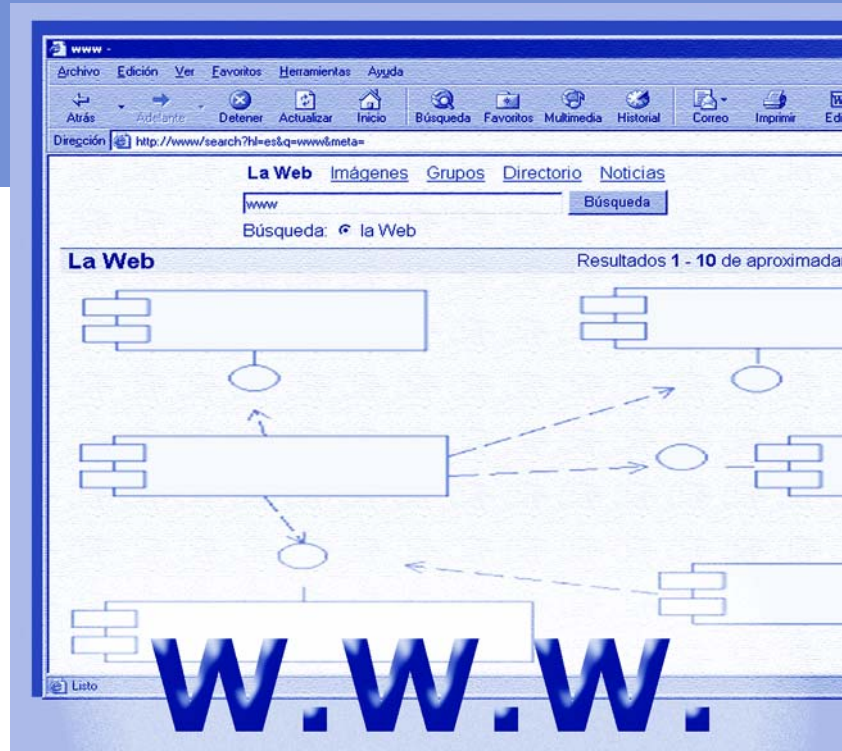 www -
Archivo Edición Ver Favoritos Herramientas Ayuda
Atrás Adelante Detener Actualizar Inicio Búsqueda Favoritos Multimedia Historial Correo Imprimir Edi
Dirección http://www/search?hl=es&q=www&meta=
La Web Imágenes Grupos Directorio Noticias
www Búsqueda
Búsqueda: la Web
La Web Resultados 1 - 10 de aproximada
Listo
w.w.w.